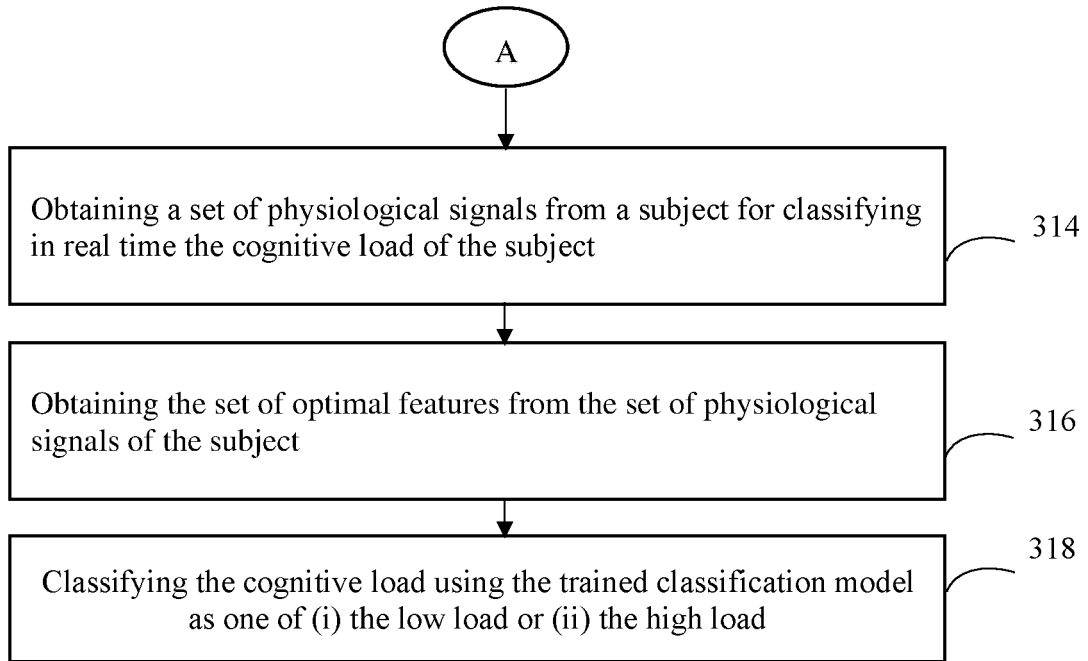 A
Obtaining a set of physiological signals from a subject for classifying
in real time the cognitive load of the subject
314
Obtaining the set of optimal features from the set of physiological
signals of the subject
316
Classifying the cognitive load using the trained classification model
as one of (i) the low load or (ii) the high load
318